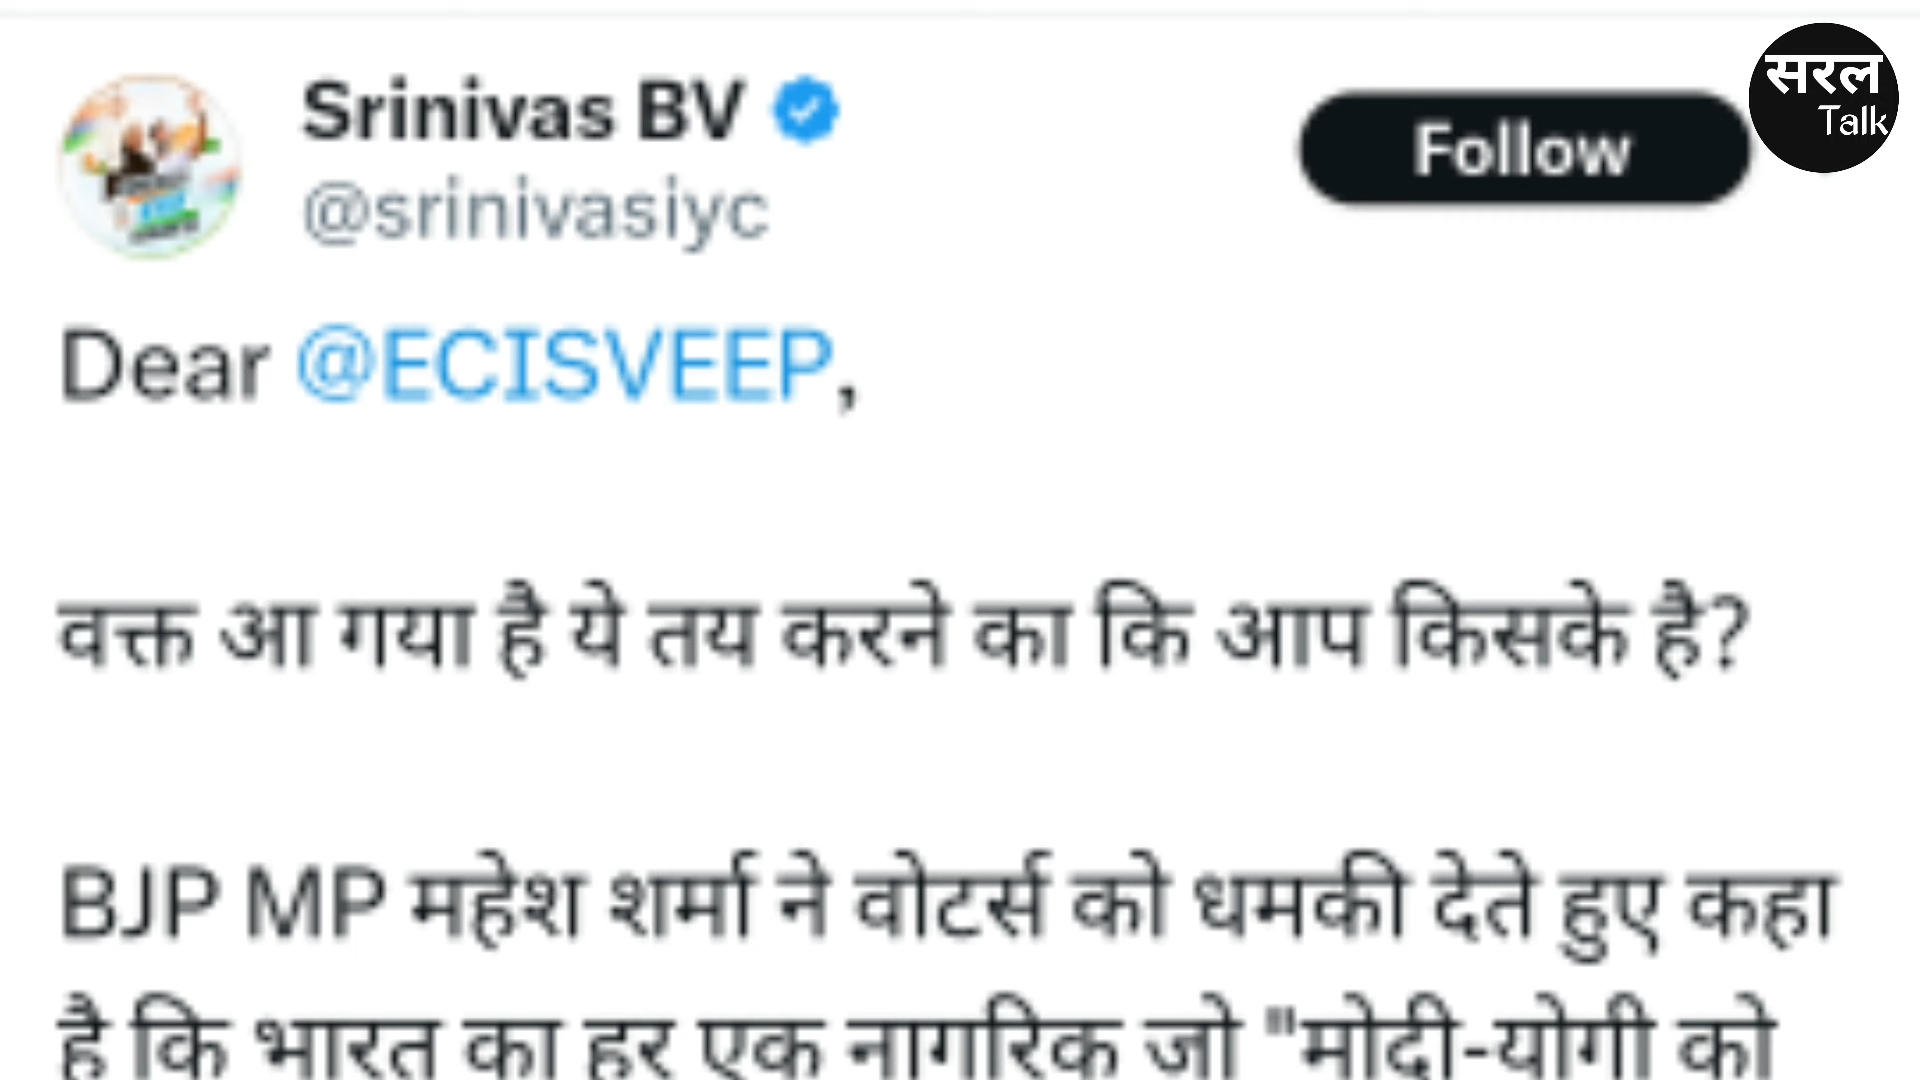 Srinivas BV
@srinivasiyc
Follow
सरल
Talk
Dear @ECISVEEP,
वक्त आ गया है ये तय करने का कि आप किसके है?
BJP MP महेश शर्मा ने वोटर्स को धमकी देते हुए कहा
है कि भारत का हर एक नागरिक जो "मोदी-योगी को